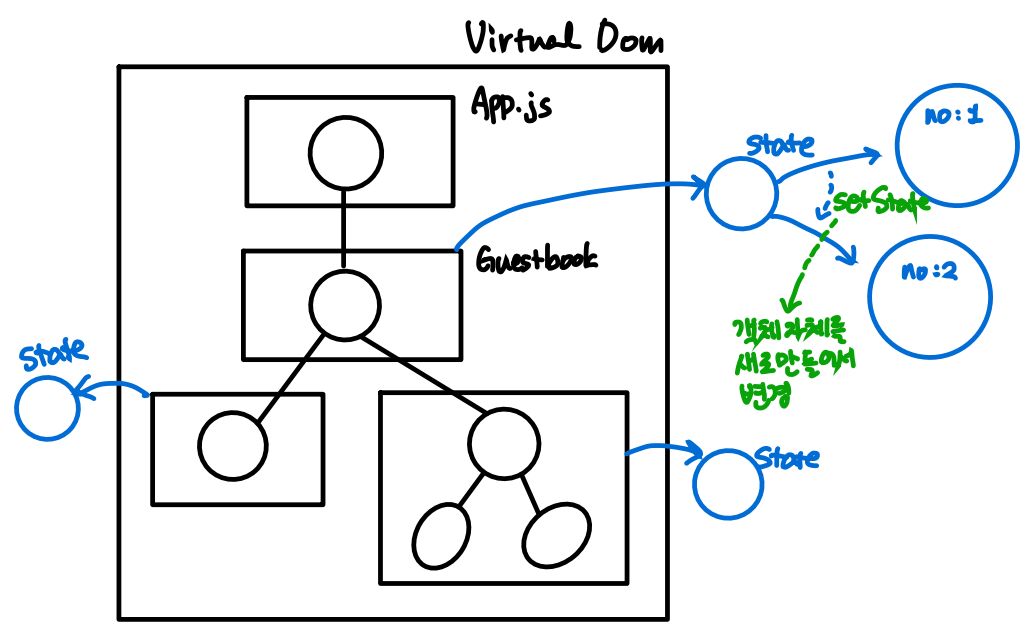 Virtual Dom
App.js
state
no:1
setState
Guestbook
no:2
객체 자체를
새로 만들어서
변경
state
state